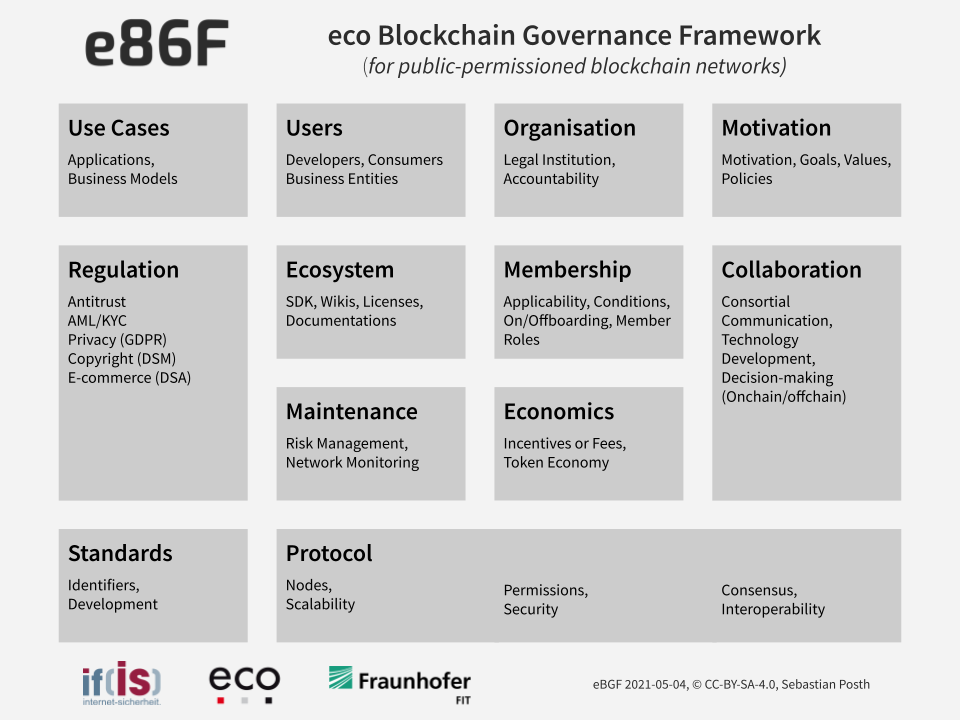 e86F
eco Blockchain Governance Framework
(for public-permissioned blockchain networks)
Use Cases
Applications,
Business Models
Users
Developers, Consumers
Business Entities
Organisation
Legal Institution,
Accountability
Motivation
Motivation, Goals, Values,
Policies
Regulation
Antitrust
AML/KYC
Privacy (GDPR)
Copyright (DSM)
E-commerce (DSA)
Ecosystem
SDK, Wikis, Licenses,
Documentations
Membership
Applicability, Conditions,
On/Offboarding, Member
Roles
Collaboration
Consortial
Communication,
Technology
Development,
Decision-making
(Onchain/offchain)
Maintenance
Risk Management,
Network Monitoring
Economics
Incentives or Fees,
Token Economy
Standards
Identifiers,
Development
Protocol
Nodes,
Scalability
Permissions,
Security
Consensus,
Interoperability
if(is)
internet-sicherheit.
eco
Fraunhofer
FIT
eBGF 2021-05-04, © CC-BY-SA-4.0, Sebastian Posth